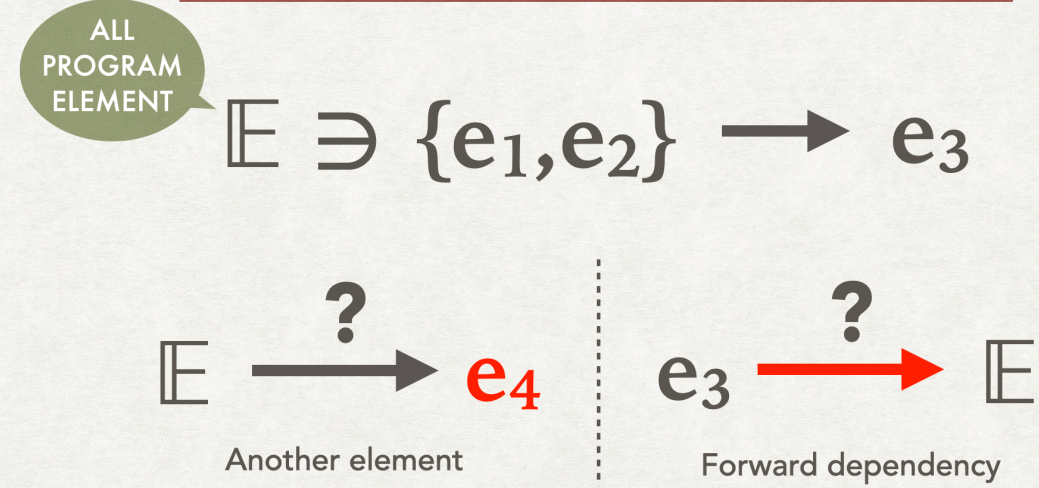 ALL
PROGRAM
ELEMENT
𝔼 ∋ {e₁,e₂} → e₃
? ?
𝔼 → e₄ e₃ → 𝔼
Another element Forward dependency